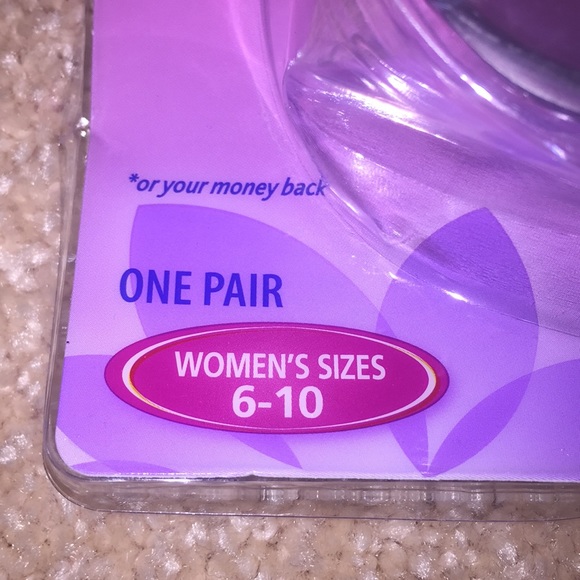 *or your money back
ONE PAIR
WOMEN'S SIZES
6-10